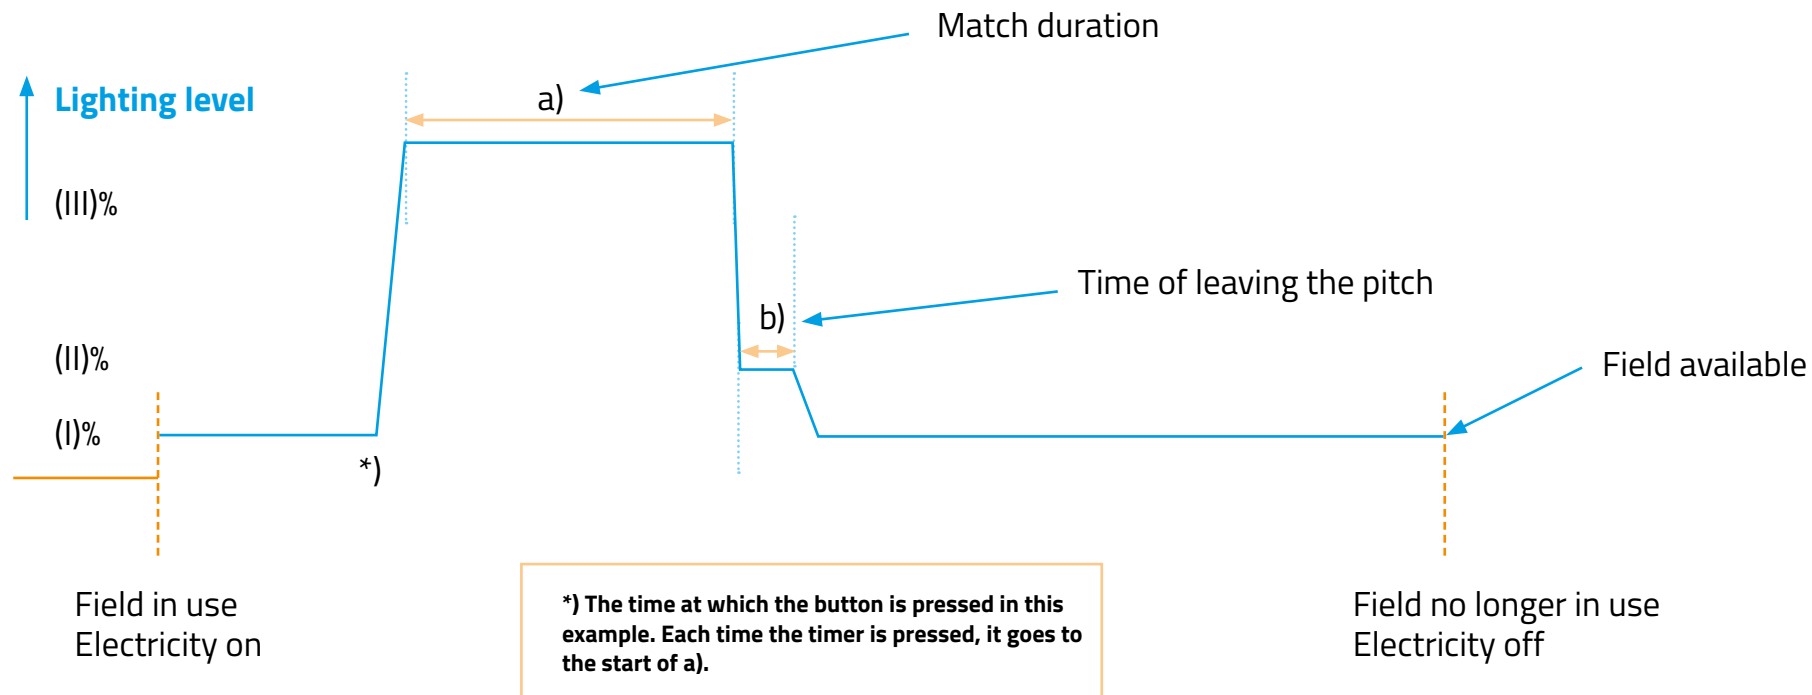 Match duration
Lighting level
a)
(III)%
Time of leaving the pitch
b)
(II)%
Field available
(I)%
*)
Field in use
Electricity on
*) The time at which the button is pressed in this
example. Each time the timer is pressed, it goes to
the start of a).
Field no longer in use
Electricity off